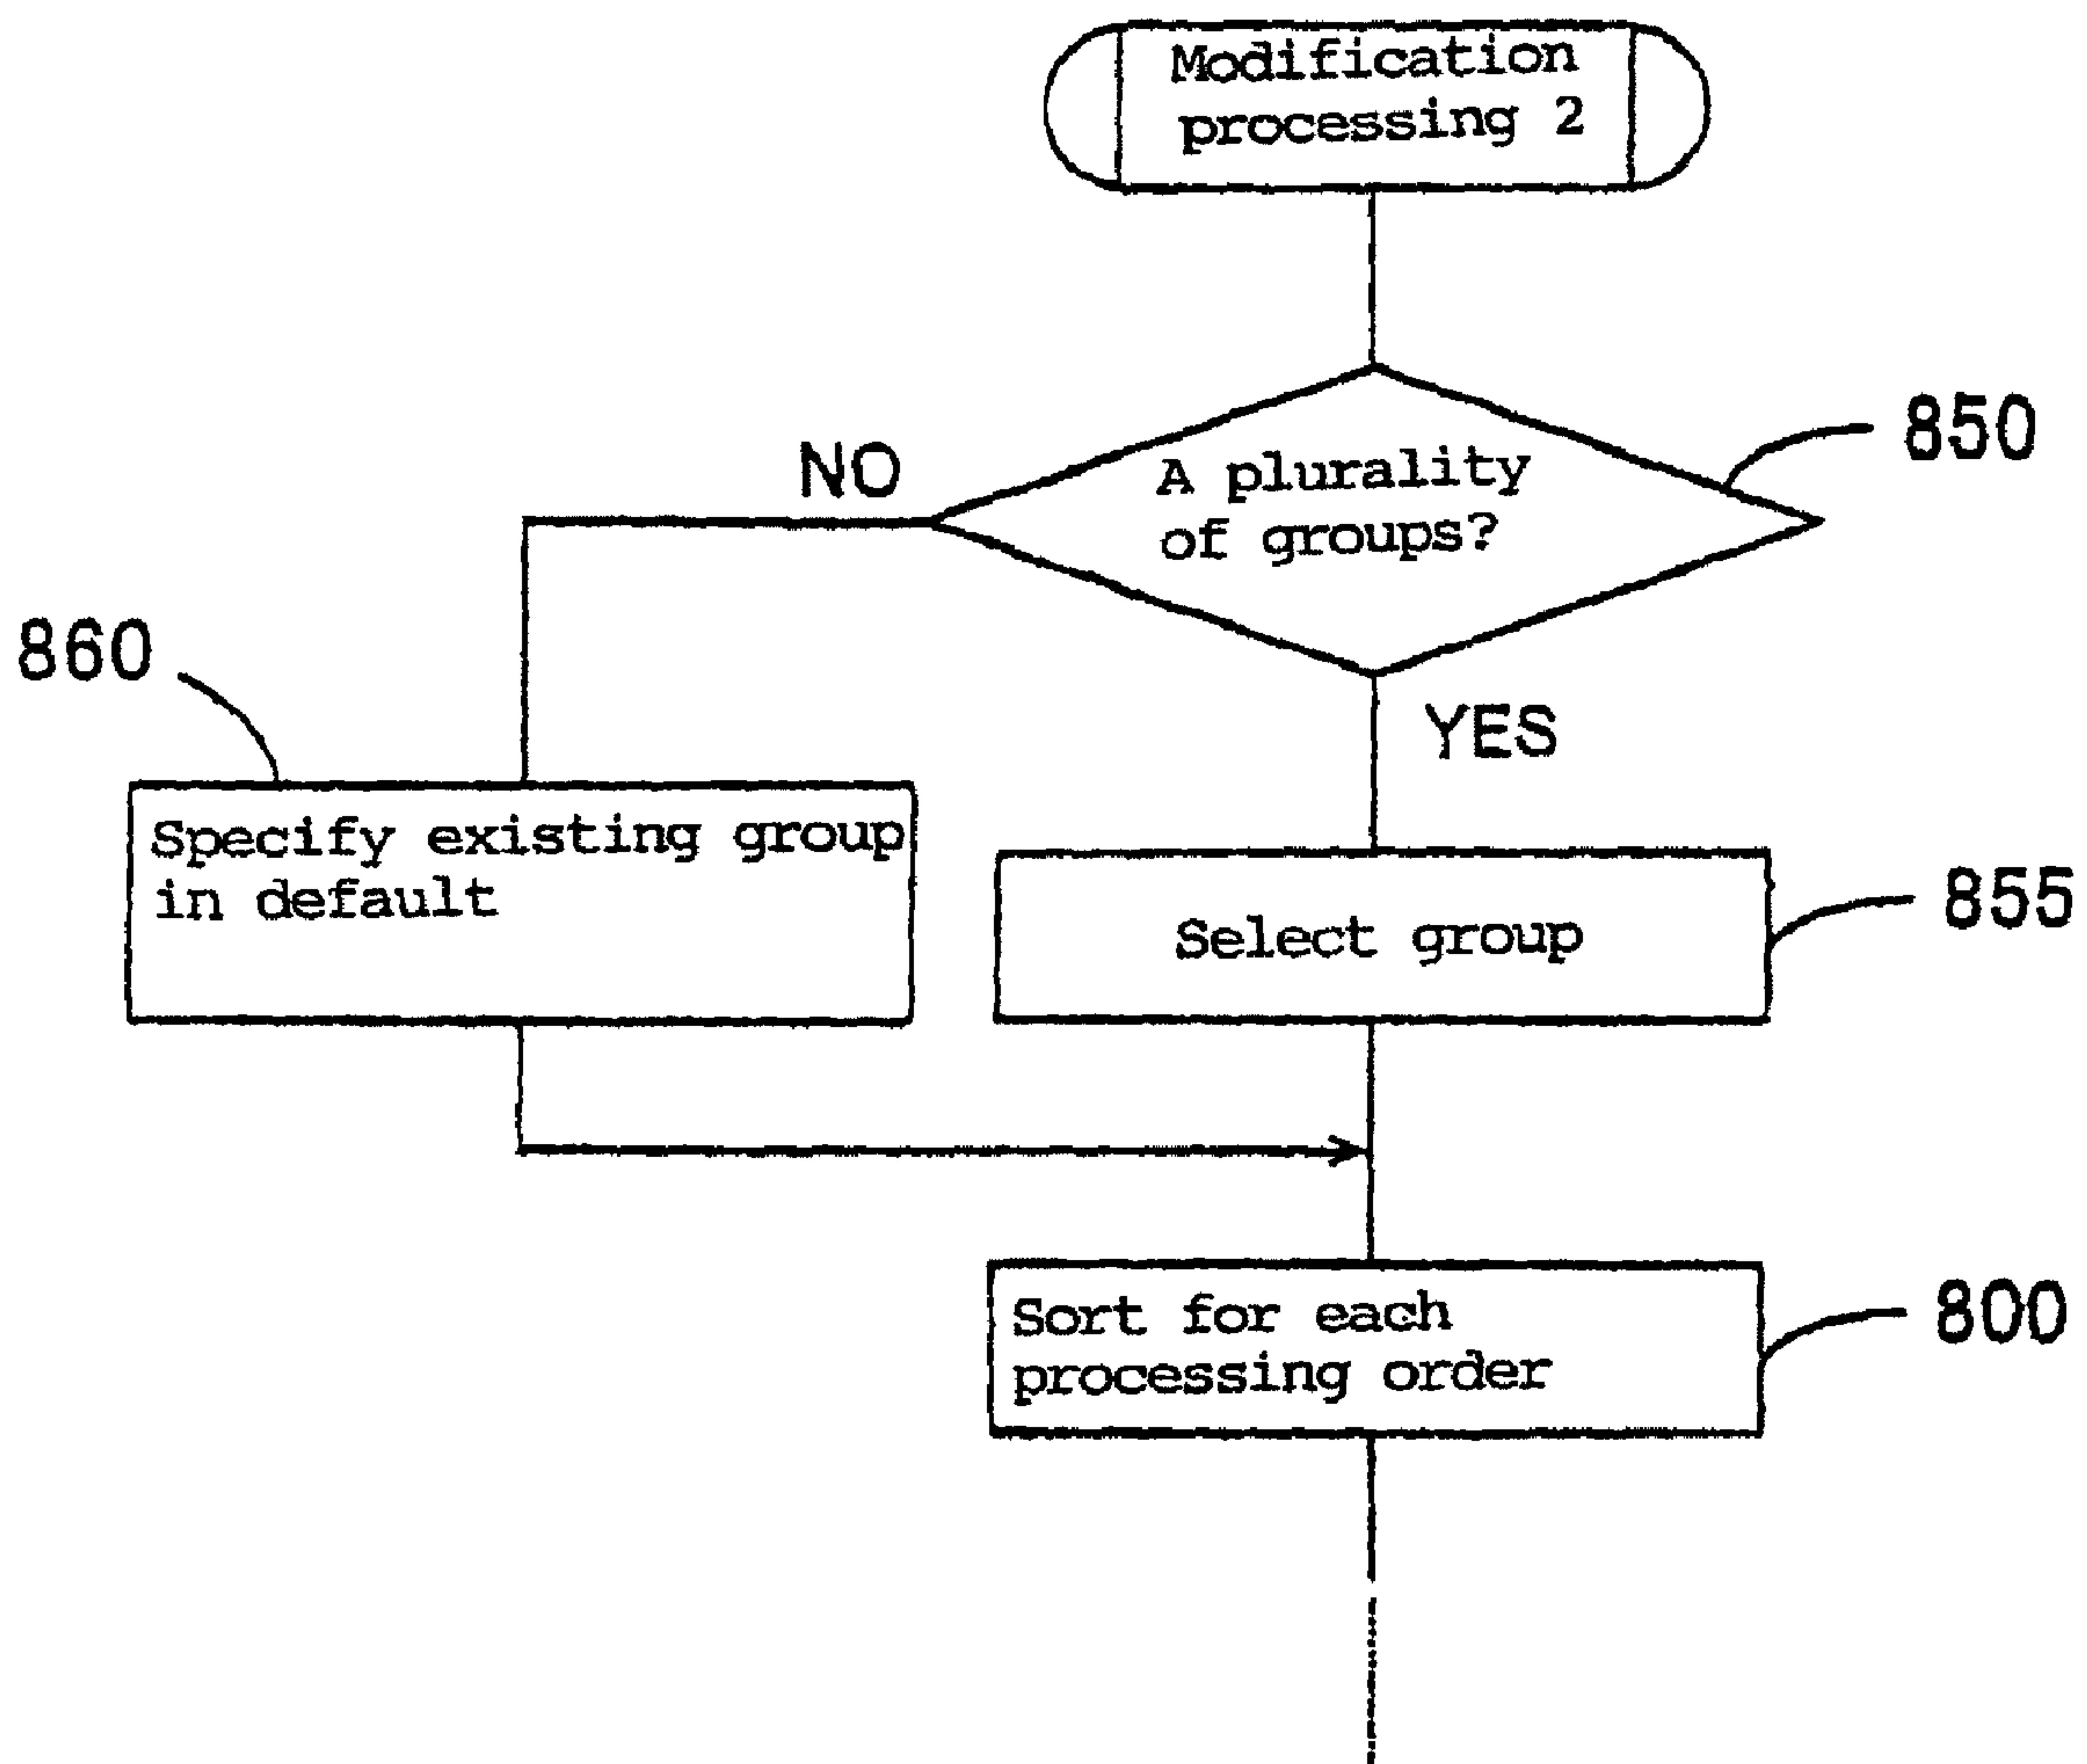 Modification
processing 2
850
A plurality
of groups?
NO
YES
860
Specify existing group
in default
855
Select group
800
Sort for each
processing order